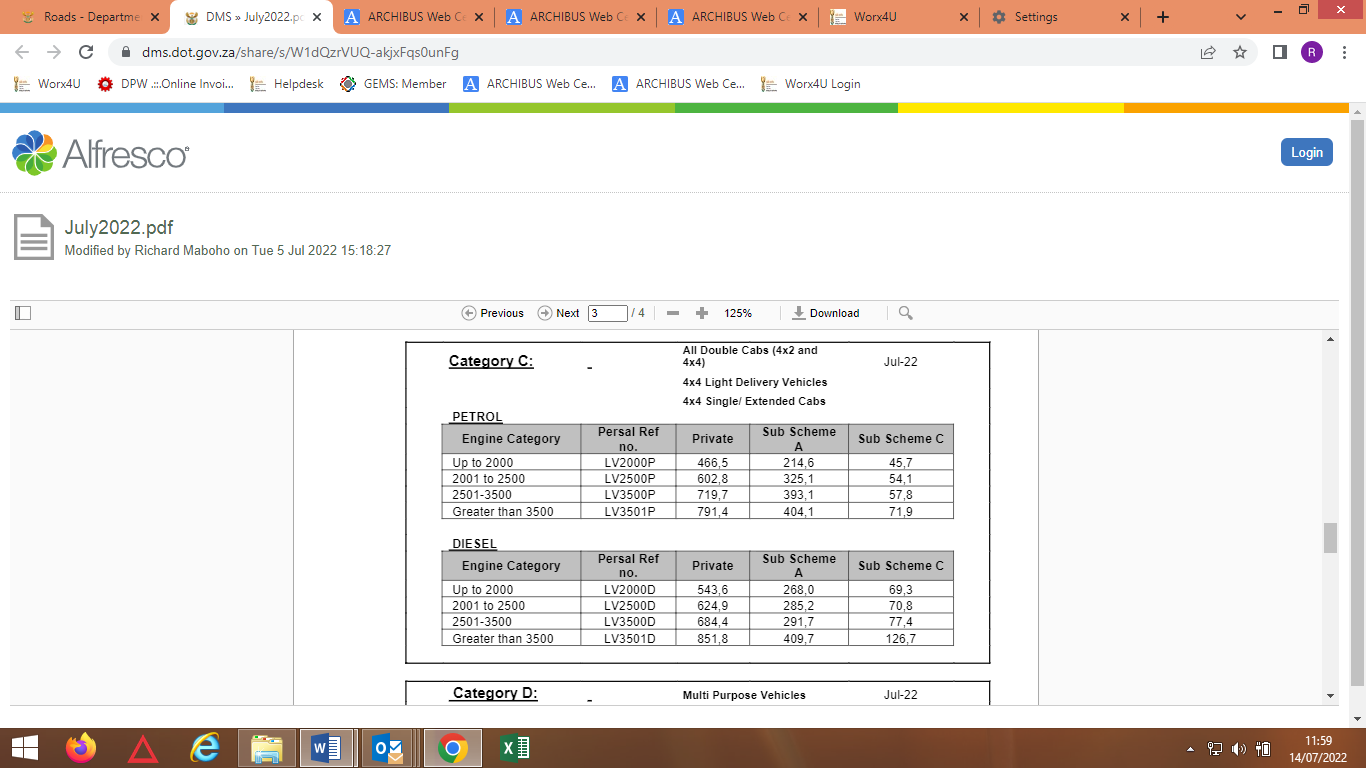 Roads - Departme
DMS » July2022.pd
ARCHIBUS Web Ce
ARCHIBUS Web Ce
ARCHIBUS Web Ce
Worx4U
Settings
dms.dot.gov.za/share/s/W1dQzrVUQ-akjxFqs0unFg
R
Worx4U
DPW .::.Online Invoi...
Helpdesk
GEMS: Member
ARCHIBUS Web Ce...
ARCHIBUS Web Ce...
Worx4U Login
Alfresco
Login
July2022.pdf
Modified by Richard Maboho on Tue 5 Jul 2022 15:18:27
Previous Next 3 / 4 125% Download
Category C: _ All Double Cabs (4x2 and
4x4) Jul-22
4x4 Light Delivery Vehicles
4x4 Single/ Extended Cabs
PETROL
Engine Category Persal Ref no. Private Sub Scheme A Sub Scheme C
Up to 2000 LV2000P 466,5 214,6 45,7
2001 to 2500 LV2500P 602,8 325,1 54,1
2501-3500 LV3500P 719,7 393,1 57,8
Greater than 3500 LV3501P 791,4 404,1 71,9
DIESEL
Engine Category Persal Ref no. Private Sub Scheme A Sub Scheme C
Up to 2000 LV2000D 543,6 268,0 69,3
2001 to 2500 LV2500D 624,9 285,2 70,8
2501-3500 LV3500D 684,4 291,7 77,4
Greater than 3500 LV3501D 851,8 409,7 126,7
Category D: _ Multi Purpose Vehicles Jul-22
11:59
14/07/2022